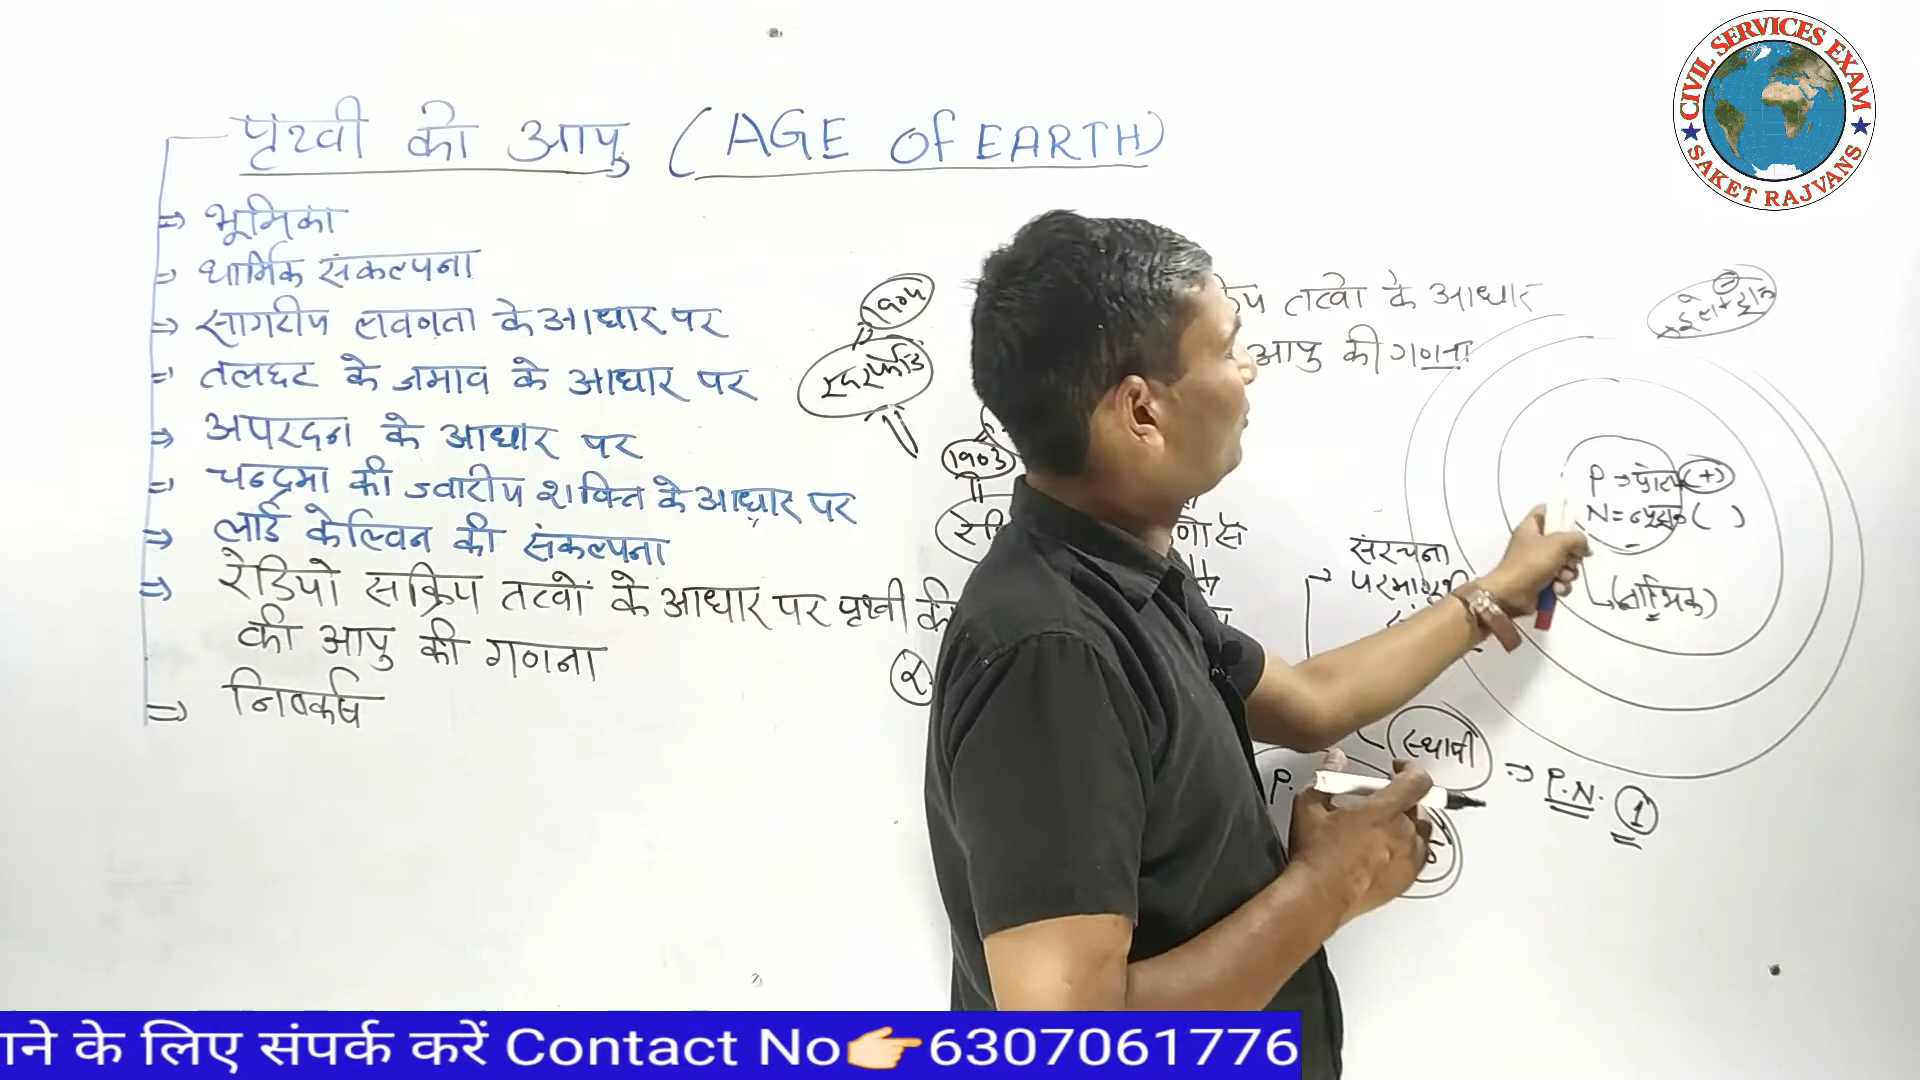 पृथ्वी की आयु (AGE Of EARTH)
⇒ भूमिका
⇒ धार्मिक संकल्पना
⇒ सागरीय लवणता के आधार पर
⇒ तलछट के जमाव के आधार पर
⇒ अपरदन के आधार पर
⇒ चन्द्रमा की ज्वारीय शक्ति के आधार पर
⇒ लार्ड केल्विन की संकल्पना
⇒ रेडियो सक्रिय तत्वों के आधार पर पृथ्वी की
की आयु की गणना
⇒ निष्कर्ष
रदरफोर्ड
1903
तत्वो के आधार
आयु की गणना
इलेक्ट्रान
P → प्रोटान (+)
N = न्यूट्रान ( )
(नाभिक)
संरचना
स्थायी ⇒ P.N. 1
P.
CIVIL SERVICES EXAM
SAKET RAJVANS
ाने के लिए संपर्क करें Contact No👉6307061776